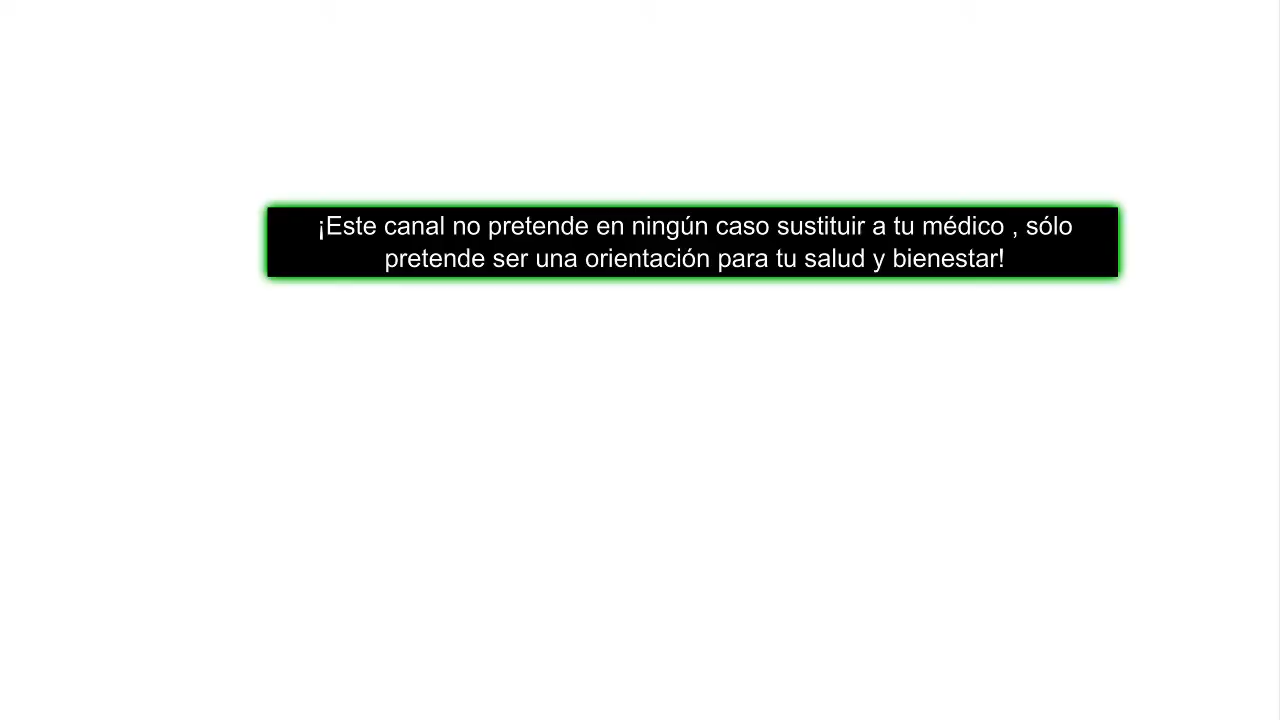 ¡Este canal no pretende en ningún caso sustituir a tu médico , sólo
pretende ser una orientación para tu salud y bienestar!